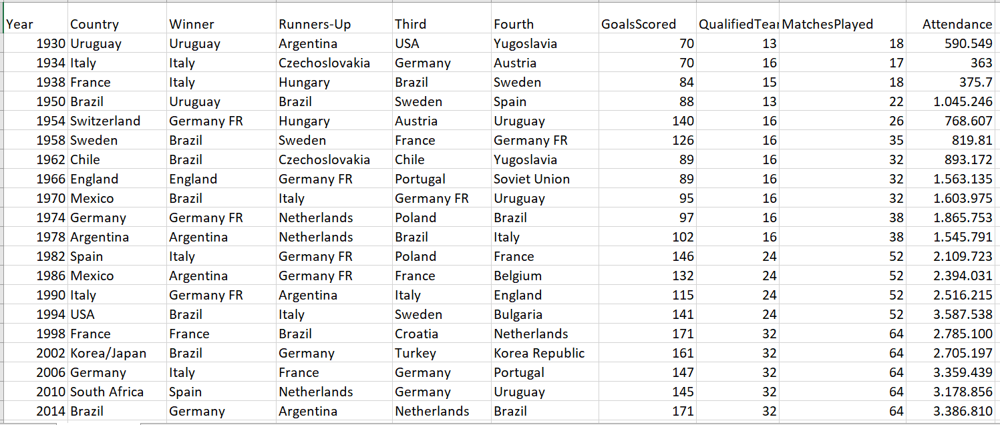 Year Country Winner Runners-Up Third Fourth GoalsScored QualifiedTear MatchesPlayed Attendance
1930 Uruguay Uruguay Argentina USA Yugoslavia 70 13 18 590.549
1934 Italy Italy Czechoslovakia Germany Austria 70 16 17 363
1938 France Italy Hungary Brazil Sweden 84 15 18 375.7
1950 Brazil Uruguay Brazil Sweden Spain 88 13 22 1.045.246
1954 Switzerland Germany FR Hungary Austria Uruguay 140 16 26 768.607
1958 Sweden Brazil Sweden France Germany FR 126 16 35 819.81
1962 Chile Brazil Czechoslovakia Chile Yugoslavia 89 16 32 893.172
1966 England England Germany FR Portugal Soviet Union 89 16 32 1.563.135
1970 Mexico Brazil Italy Germany FR Uruguay 95 16 32 1.603.975
1974 Germany Germany FR Netherlands Poland Brazil 97 16 38 1.865.753
1978 Argentina Argentina Netherlands Brazil Italy 102 16 38 1.545.791
1982 Spain Italy Germany FR Poland France 146 24 52 2.109.723
1986 Mexico Argentina Germany FR France Belgium 132 24 52 2.394.031
1990 Italy Germany FR Argentina Italy England 115 24 52 2.516.215
1994 USA Brazil Italy Sweden Bulgaria 141 24 52 3.587.538
1998 France France Brazil Croatia Netherlands 171 32 64 2.785.100
2002 Korea/Japan Brazil Germany Turkey Korea Republic 161 32 64 2.705.197
2006 Germany Italy France Germany Portugal 147 32 64 3.359.439
2010 South Africa Spain Netherlands Germany Uruguay 145 32 64 3.178.856
2014 Brazil Germany Argentina Netherlands Brazil 171 32 64 3.386.810